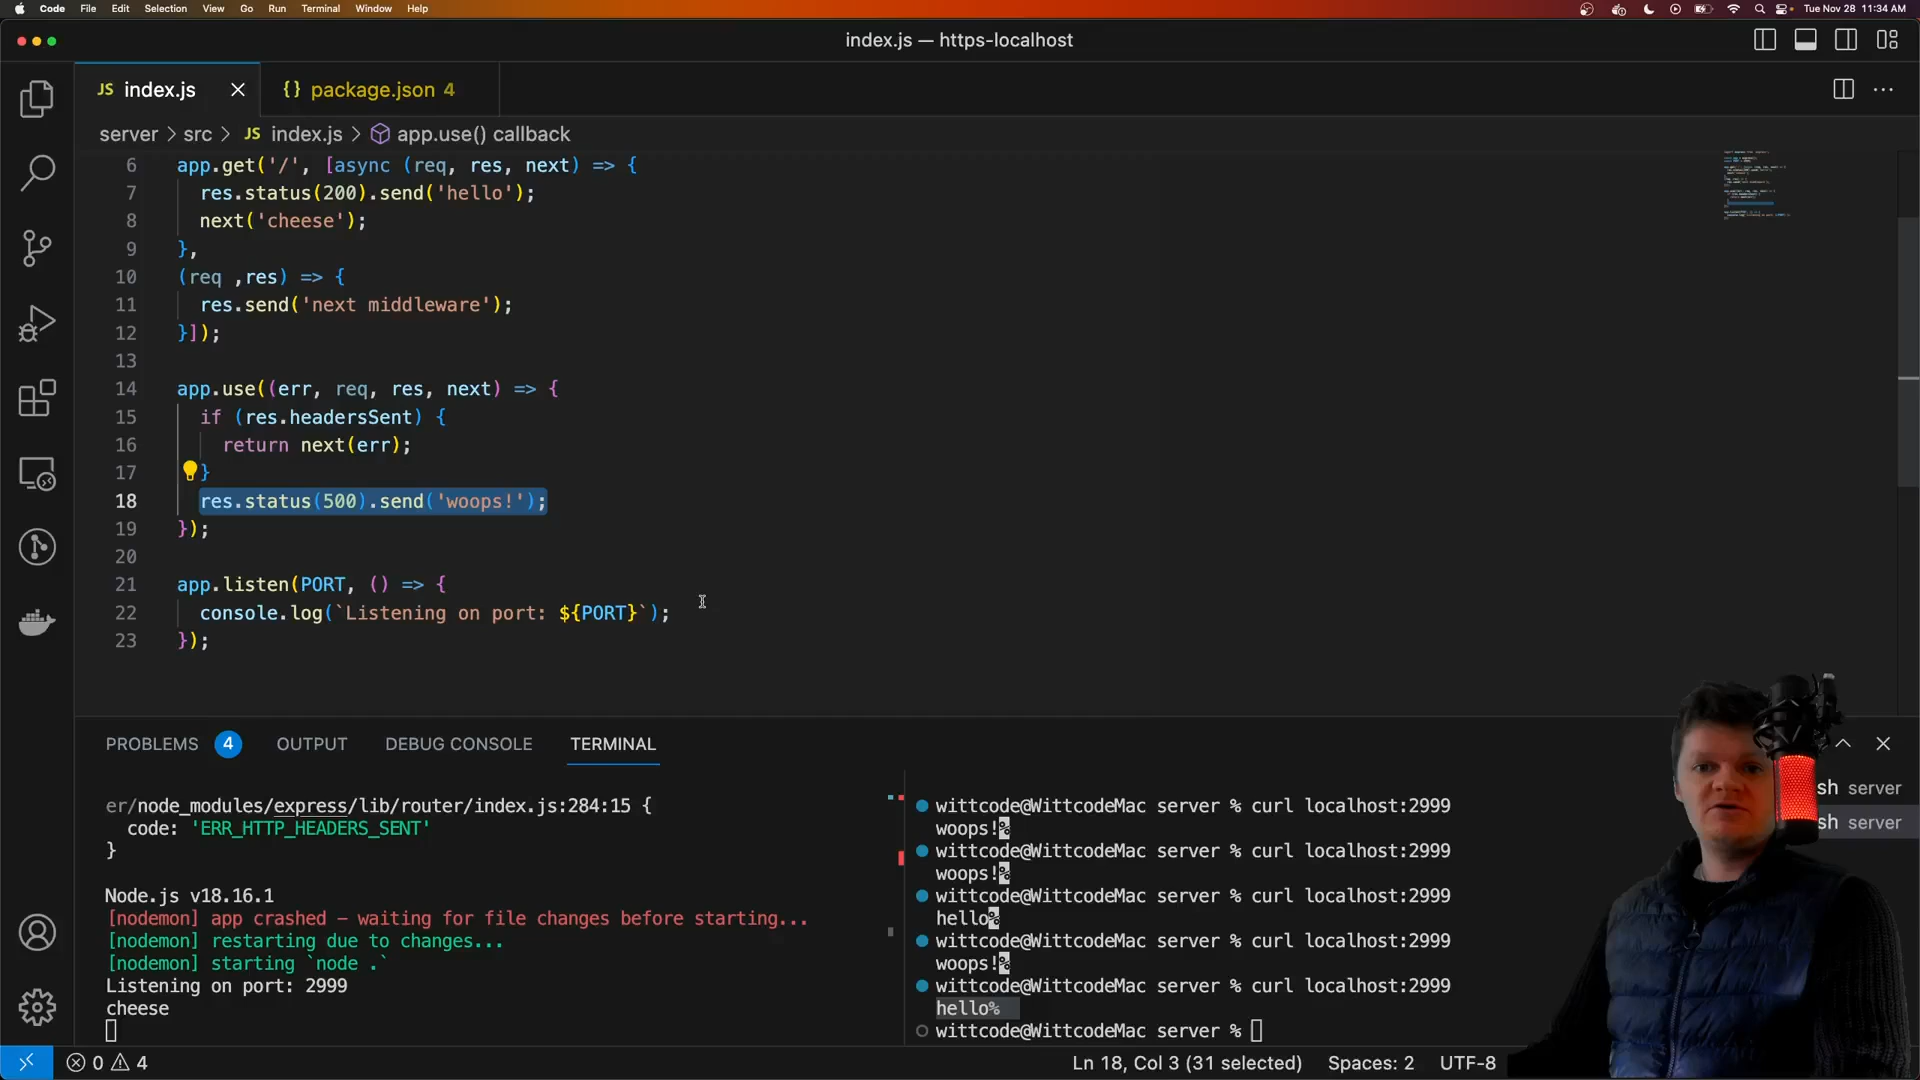 Code File Edit Selection View Go Run Terminal Window Help
Tue Nov 28 11:34 AM
index.js — https-localhost
JS index.js
{} package.json 4
server > src > JS index.js > app.use() callback
6 app.get('/', [async (req, res, next) => {
7 res.status(200).send('hello');
8 next('cheese');
9 },
10 (req ,res) => {
11 res.send('next middleware');
12 }]);
13
14 app.use((err, req, res, next) => {
15 if (res.headersSent) {
16 return next(err);
17 }
18 res.status(500).send('woops!');
19 });
20
21 app.listen(PORT, () => {
22 console.log(`Listening on port: ${PORT}`);
23 });
PROBLEMS 4 OUTPUT DEBUG CONSOLE TERMINAL
er/node_modules/express/lib/router/index.js:284:15 {
code: 'ERR_HTTP_HEADERS_SENT'
}
Node.js v18.16.1
[nodemon] app crashed – waiting for file changes before starting...
[nodemon] restarting due to changes...
[nodemon] starting `node .`
Listening on port: 2999
cheese
wittcode@WittcodeMac server % curl localhost:2999
woops!%
wittcode@WittcodeMac server % curl localhost:2999
woops!%
wittcode@WittcodeMac server % curl localhost:2999
hello%
wittcode@WittcodeMac server % curl localhost:2999
woops!%
wittcode@WittcodeMac server % curl localhost:2999
hello%
wittcode@WittcodeMac server %
sh server
sh server
0 4
Ln 18, Col 3 (31 selected) Spaces: 2 UTF-8